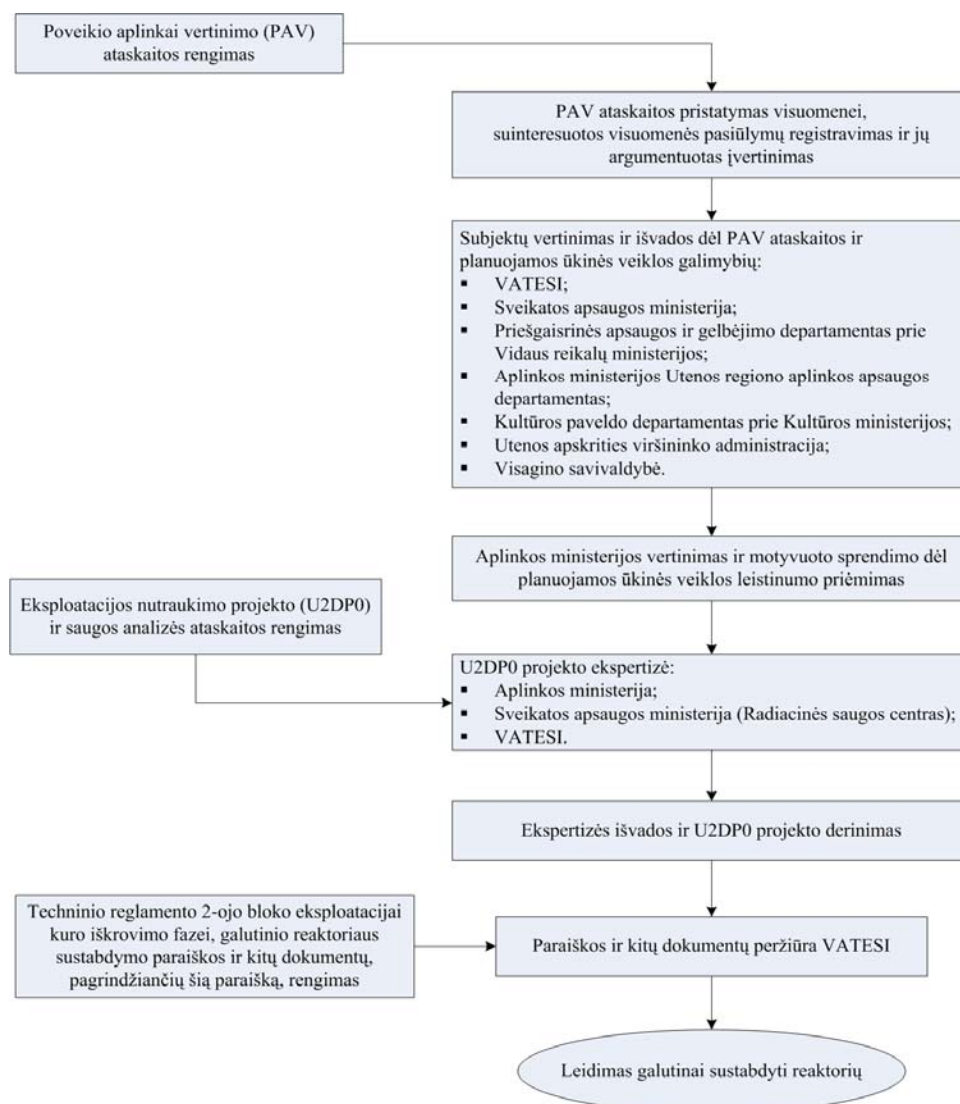 Poveikio aplinkai vertinimo (PAV)
ataskaitos rengimas
PAV ataskaitos pristatymas visuomenei,
suinteresuotos visuomenės pasiūlymų registravimas ir jų
argumentuotas įvertinimas
Subjektų vertinimas ir išvados dėl PAV ataskaitos ir
planuojamos ūkinės veiklos galimybių:
▪ VATESI;
▪ Sveikatos apsaugos ministerija;
▪ Priešgaisrinės apsaugos ir gelbėjimo departamentas prie
Vidaus reikalų ministerijos;
▪ Aplinkos ministerijos Utenos regiono aplinkos apsaugos
departamentas;
▪ Kultūros paveldo departamentas prie Kultūros ministerijos;
▪ Utenos apskrities viršininko administracija;
▪ Visagino savivaldybė.
Aplinkos ministerijos vertinimas ir motyvuoto sprendimo dėl
planuojamos ūkinės veiklos leistinumo priėmimas
Eksploatacijos nutraukimo projekto (U2DP0)
ir saugos analizės ataskaitos rengimas
U2DP0 projekto ekspertizė:
▪ Aplinkos ministerija;
▪ Sveikatos apsaugos ministerija (Radiacinės saugos centras);
▪ VATESI.
Ekspertizės išvados ir U2DP0 projekto derinimas
Techninio reglamento 2-ojo bloko eksploatacijai
kuro iškrovimo fazei, galutinio reaktoriaus
sustabdymo paraiškos ir kitų dokumentų,
pagrindžiančių šią paraišką, rengimas
Paraiškos ir kitų dokumentų peržiūra VATESI
Leidimas galutinai sustabdyti reaktorių